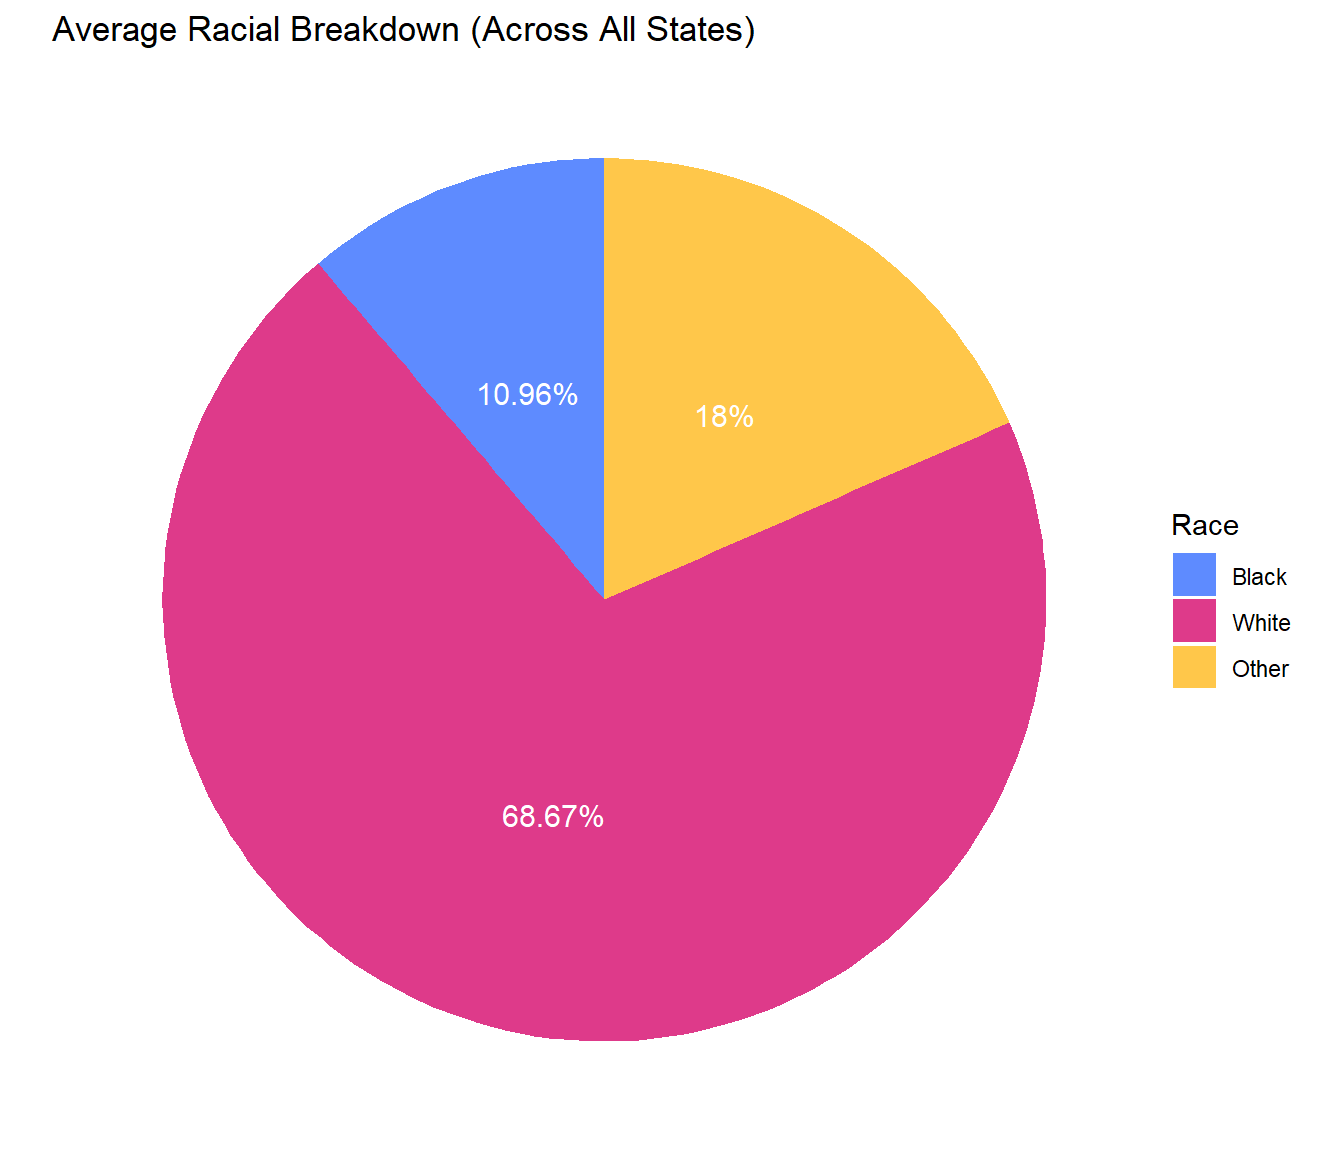 Average Racial Breakdown (Across All States)
10.96%
18%
68.67%
Race
Black
White
Other